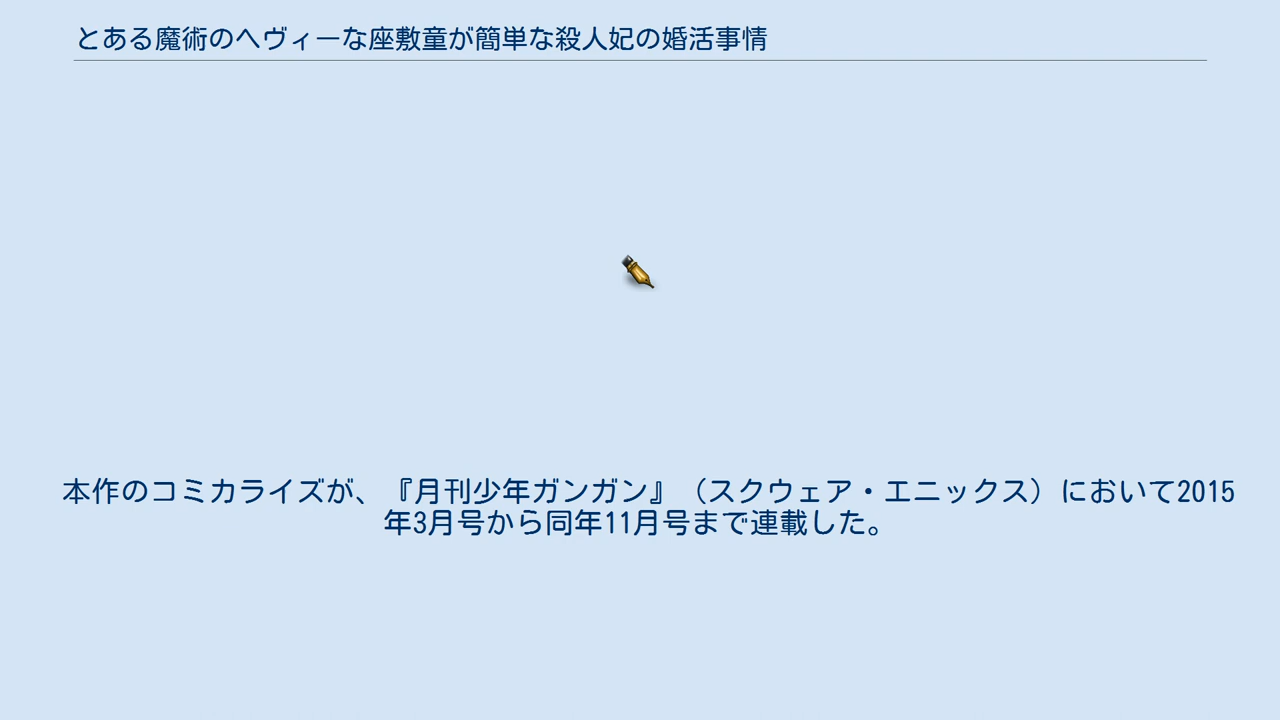 とある魔術のヘヴィーな座敷童が簡単な殺人妃の婚活事情
本作のコミカライズが、『月刊少年ガンガン』（スクウェア・エニックス）において2015
年3月号から同年11月号まで連載した。